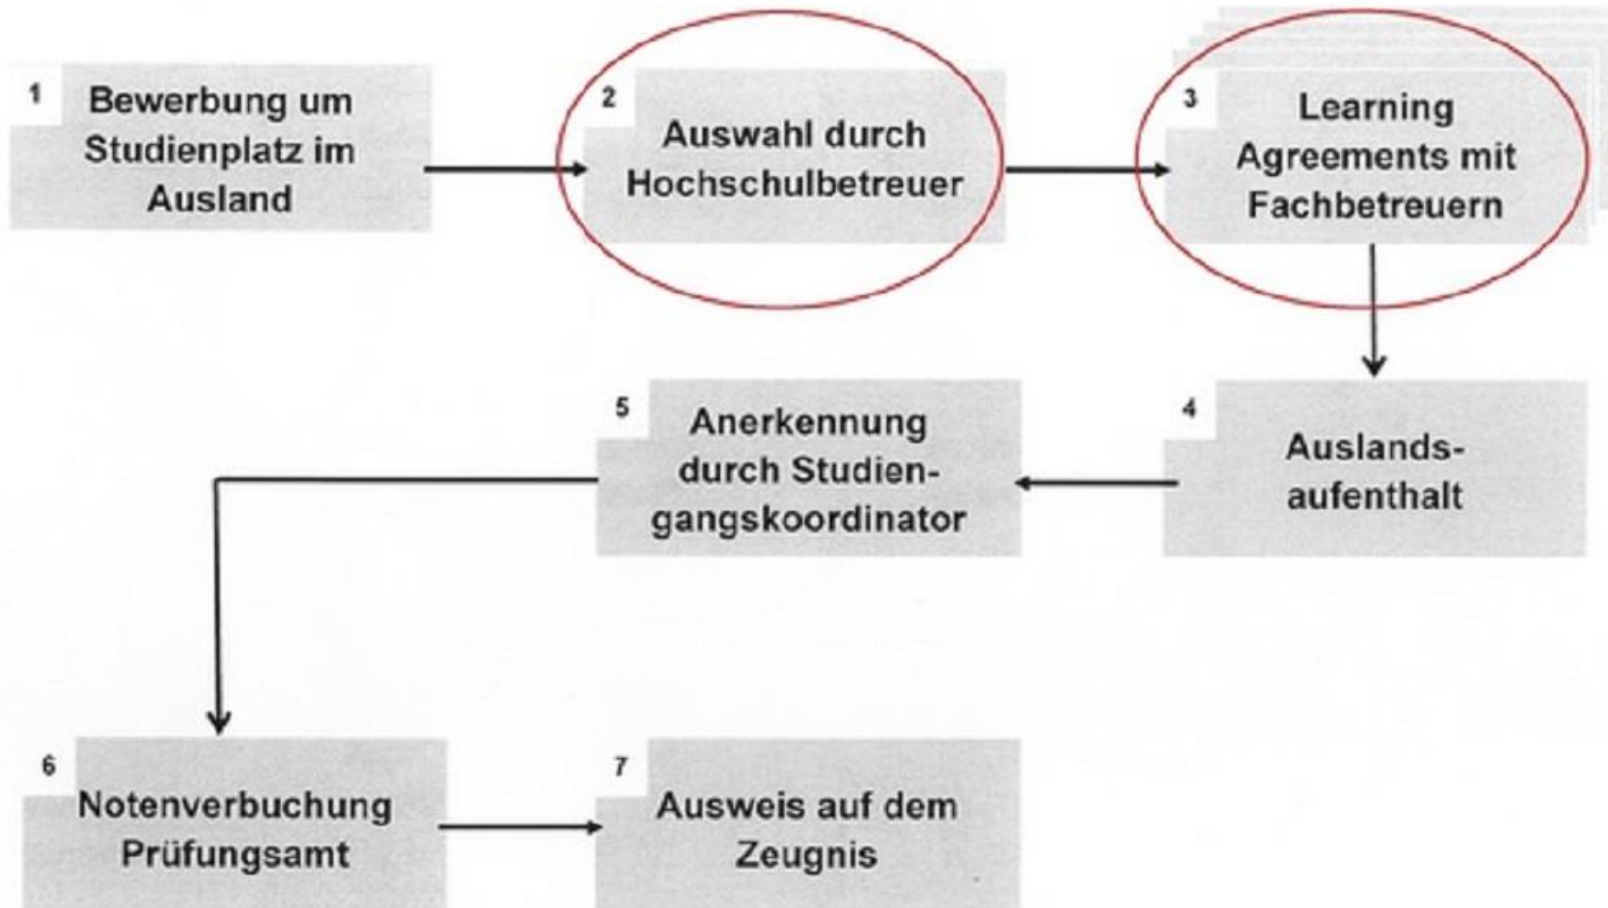 1
Bewerbung um
Studienplatz im
Ausland
2
Auswahl durch
Hochschulbetreuer
3
Learning
Agreements mit
Fachbetreuern
4
Auslands-
aufenthalt
5
Anerkennung
durch Studien-
gangskoordinator
6
Notenverbuchung
Prüfungsamt
7
Ausweis auf dem
Zeugnis